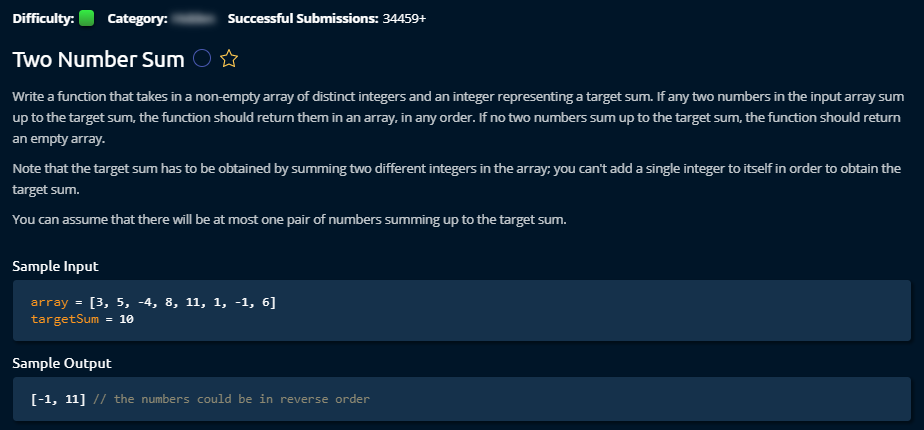 Difficulty: Category: Successful Submissions: 34459+
Two Number Sum
Write a function that takes in a non-empty array of distinct integers and an integer representing a target sum. If any two numbers in the input array sum
up to the target sum, the function should return them in an array, in any order. If no two numbers sum up to the target sum, the function should return
an empty array.
Note that the target sum has to be obtained by summing two different integers in the array; you can't add a single integer to itself in order to obtain the
target sum.
You can assume that there will be at most one pair of numbers summing up to the target sum.
Sample Input
array = [3, 5, -4, 8, 11, 1, -1, 6]
targetSum = 10
Sample Output
[-1, 11] // the numbers could be in reverse order